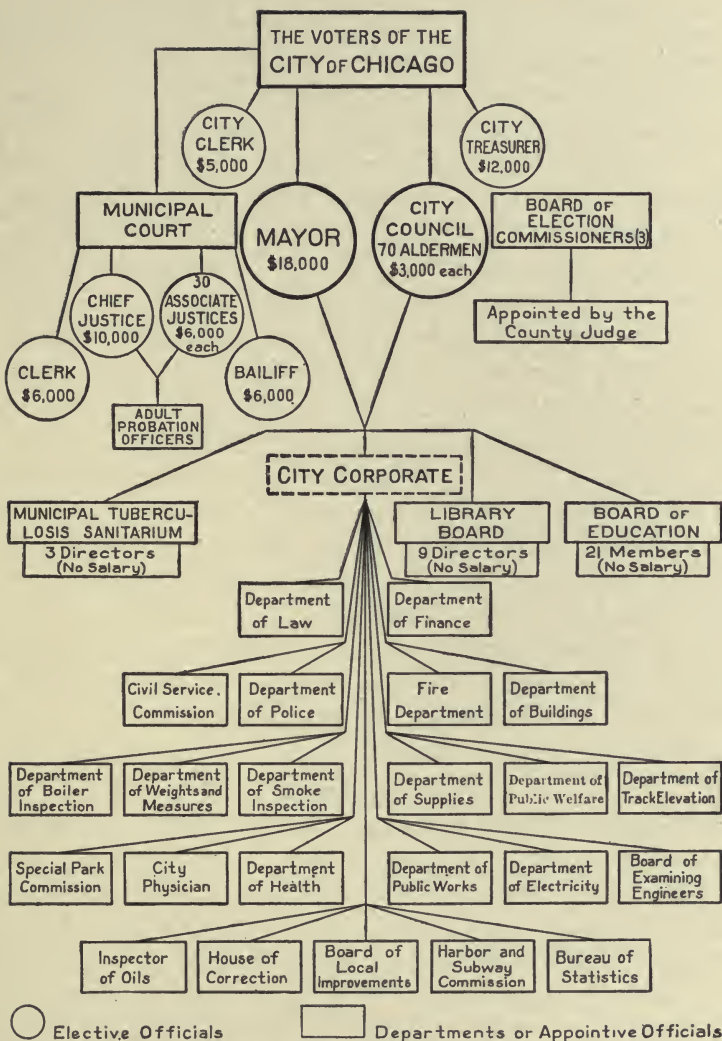 THE VOTERS OF THE
CITY OF CHICAGO
CITY
CLERK
$5,000
CITY
TREASURER
$12,000
MUNICIPAL
COURT
MAYOR
$18,000
CITY
COUNCIL
70 ALDERMEN
$3,000 each
BOARD OF
ELECTION
COMMISSIONERS(3)
Appointed by the
County Judge
CHIEF
JUSTICE
$10,000
30
ASSOCIATE
JUSTICES
$6,000
each
CLERK
$6,000
BAILIFF
$6,000
ADULT
PROBATION
OFFICERS
CITY CORPORATE
MUNICIPAL TUBERCU-
LOSIS SANITARIUM
3 Directors
(No Salary)
LIBRARY
BOARD
9 Directors
(No Salary)
BOARD OF
EDUCATION
21 Members
(No Salary)
Department
of Law
Department
of Finance
Civil Service.
Commission
Department
of Police
Fire
Department
Department
of Buildings
Department
of Boiler
Inspection
Department
of Weights and
Measures
Department
of Smoke
Inspection
Department
of Supplies
Department of
Public Welfare
Department of
Track Elevation
Special Park
Commission
City
Physician
Department
of Health
Department of
Public Works
Department
of Electricity
Board of
Examining
Engineers
Inspector
of Oils
House of
Correction
Board of
Local
Improvements
Harbor and
Subway
Commission
Bureau of
Statistics
Elective Officials
Departments or Appointive Officials